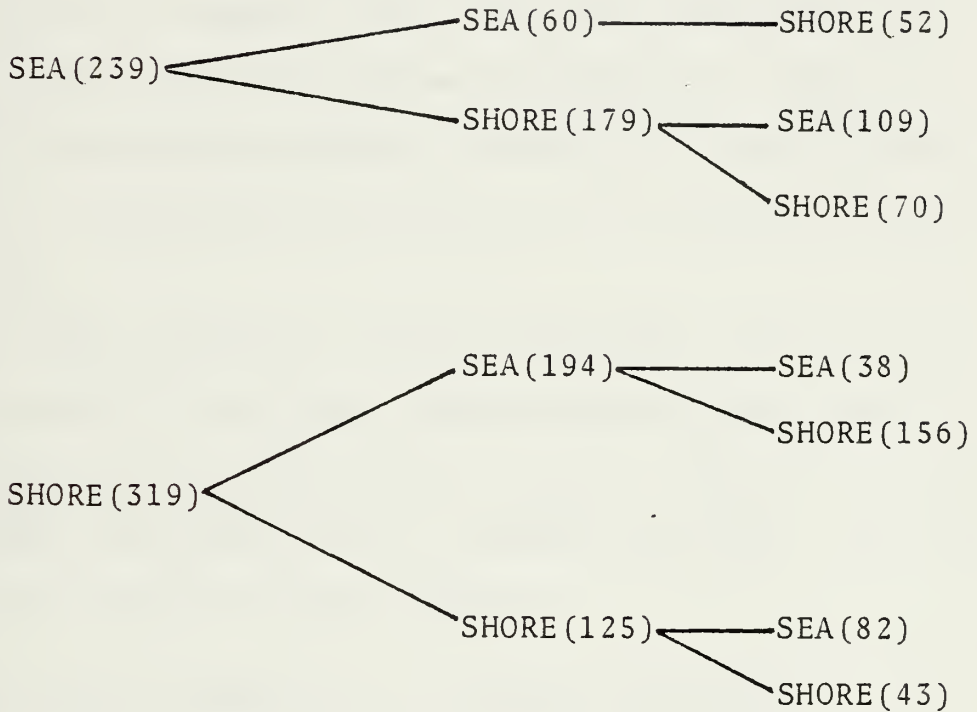 SEA(60) SHORE(52)
SEA(239)
SHORE(179) SEA(109)
SHORE(70)
SEA(194) SEA(38)
SHORE(156)
SHORE(319)
SHORE(125) SEA(82)
SHORE(43)